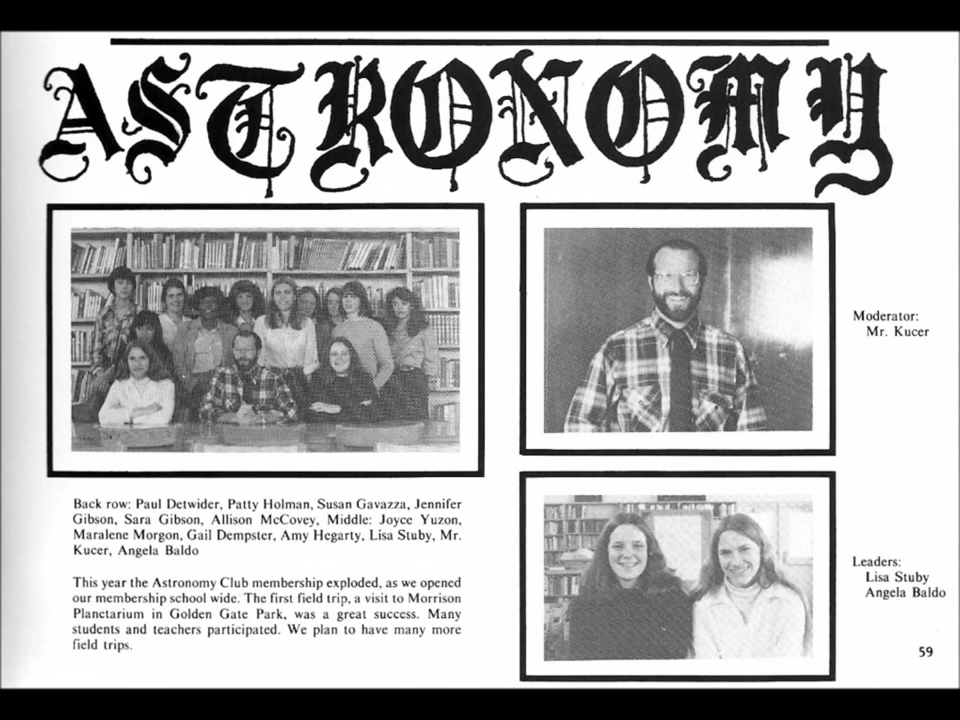 ASTRONOMY
Moderator:
Mr. Kucer
Back row: Paul Detwider, Patty Holman, Susan Gavazza, Jennifer
Gibson, Sara Gibson, Allison McCovey, Middle: Joyce Yuzon,
Maralene Morgon, Gail Dempster, Amy Hegarty, Lisa Stuby, Mr.
Kucer, Angela Baldo
This year the Astronomy Club membership exploded, as we opened
our membership school wide. The first field trip, a visit to Morrison
Planetarium in Golden Gate Park, was a great success. Many
students and teachers participated. We plan to have many more
field trips.
Leaders:
Lisa Stuby
Angela Baldo
59